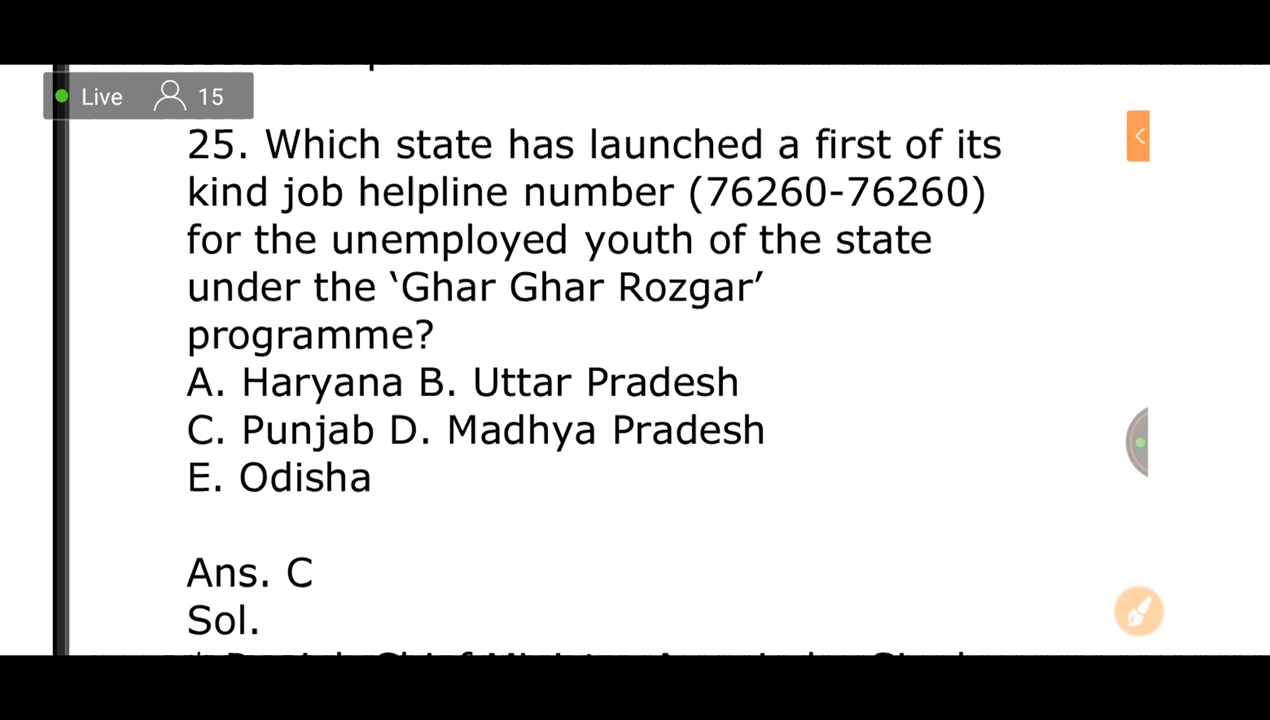 Live 15
25. Which state has launched a first of its
kind job helpline number (76260-76260)
for the unemployed youth of the state
under the ‘Ghar Ghar Rozgar’
programme?
A. Haryana B. Uttar Pradesh
C. Punjab D. Madhya Pradesh
E. Odisha
Ans. C
Sol.